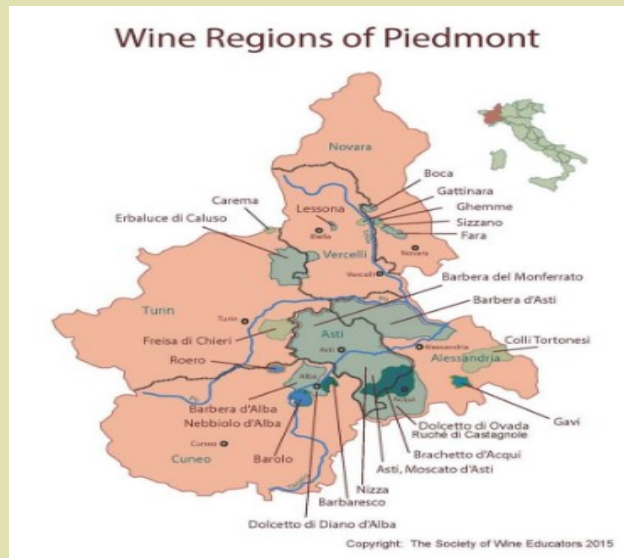 Wine Regions of Piedmont
Novara
Boca
Gattinara
Ghemme
Sizzano
Fara
Carema
Lessona
Erbaluce di Caluso
Biella
Novara
Vercelli
Vercelli
Barbera del Monferrato
Barbera d'Asti
Turin
Turin
Po
Asti
Colli Tortonesi
Freisa di Chieri
Asti
Alessandria
Alessandria
Roero
Alba
Acqui
Barbera d'Alba
Nebbiolo d'Alba
Gavi
Dolcetto di Ovada
Ruché di Castagnole
Cuneo
Cuneo
Barolo
Brachetto d'Acqui
Asti, Moscato d'Asti
Nizza
Barbaresco
Dolcetto di Diano d'Alba
Copyright: The Society of Wine Educators 2015